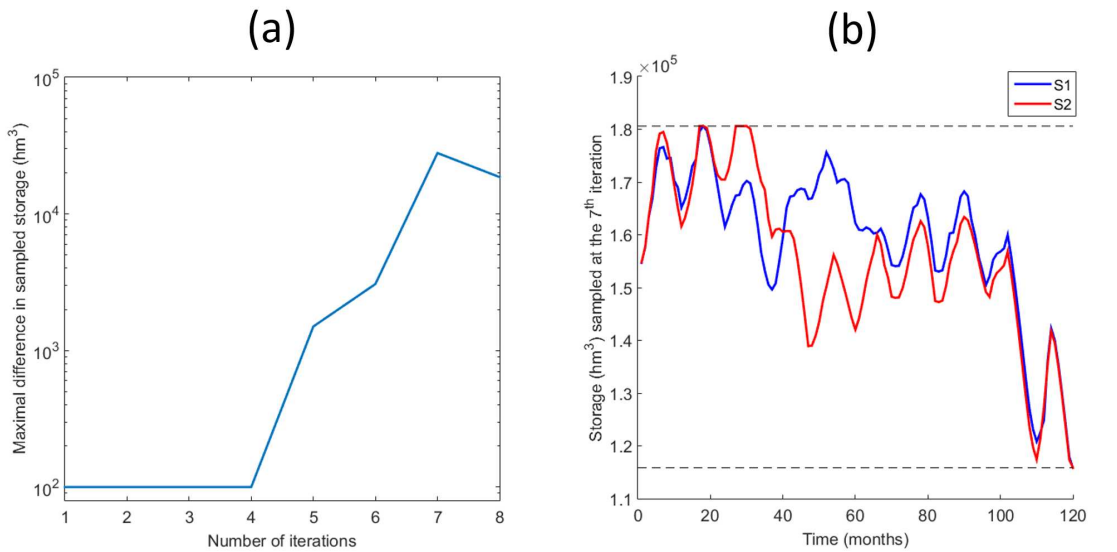 (a)
(b)
10^5
10^4
10^3
10^2
1 2 3 4 5 6 7 8
Number of iterations
Maximal difference in sampled storage (hm^3)
×10^5
1.9
1.8
1.7
1.6
1.5
1.4
1.3
1.2
1.1
0 20 40 60 80 100 120
Time (months)
Storage (hm^3) sampled at the 7^th iteration
S1
S2